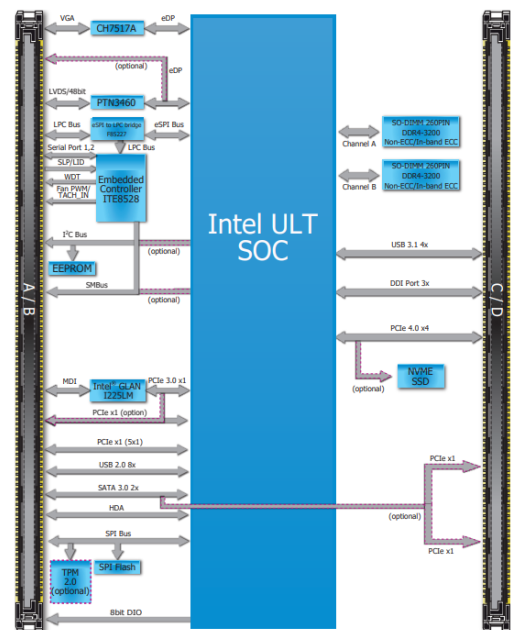 VGA
CH7517A
eDP
(optional)
eDP
LVDS/48bit
PTN3460
LPC Bus
eSPI to LPC bridge
F85227
eSPI Bus
Serial Port 1,2
LPC Bus
SLP/LID
WDT
Fan PWM/
TACH_IN
Embedded
Controller
ITE8528
I²C Bus
(optional)
EEPROM
SMBus
(optional)
A / B
MDI
Intel® GLAN
I225LM
PCIe 3.0 x1
PCIe x1 (option)
PCIe x1 (5x1)
USB 2.0 8x
SATA 3.0 2x
HDA
SPI Bus
TPM
2.0
(optional)
SPI Flash
8bit DIO
Intel ULT
SOC
Channel A
SO-DIMM 260PIN
DDR4-3200
Non-ECC/In-band ECC
Channel B
SO-DIMM 260PIN
DDR4-3200
Non-ECC/In-band ECC
USB 3.1 4x
DDI Port 3x
PCIe 4.0 x4
(optional)
NVME
SSD
PCIe x1
(optional)
PCIe x1
C / D